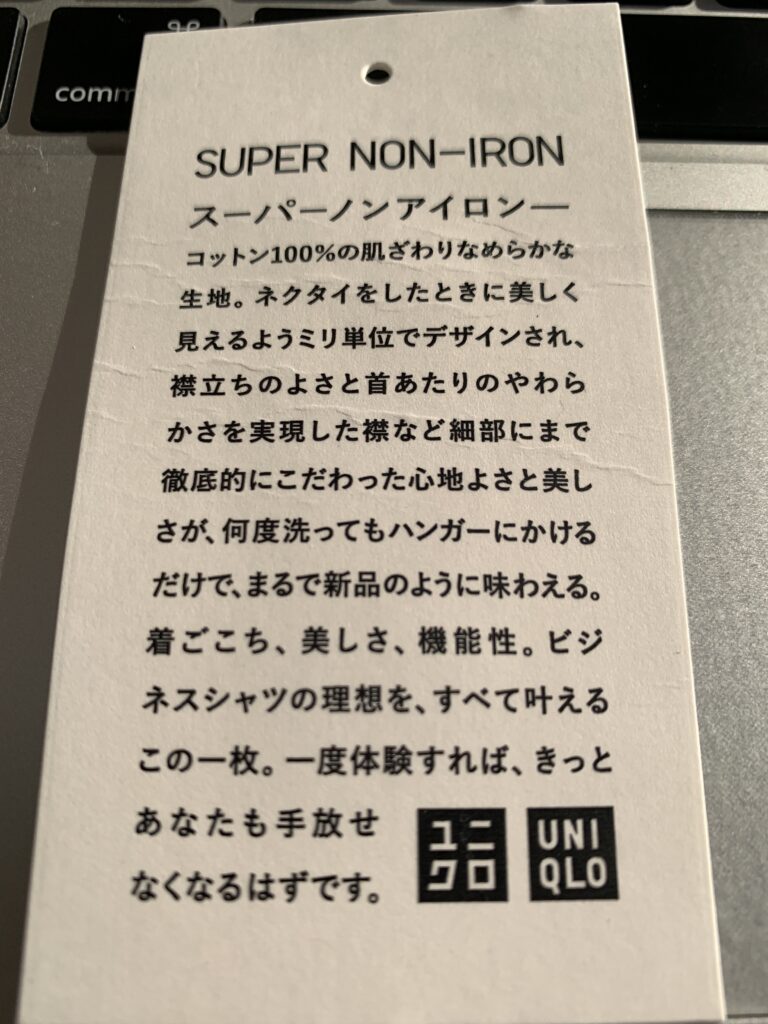 comm
SUPER NON-IRON
スーパーノンアイロン―
コットン100%の肌ざわりなめらかな
生地。ネクタイをしたときに美しく
見えるようミリ単位でデザインされ、
襟立ちのよさと首あたりのやわら
かさを実現した襟など細部にまで
徹底的にこだわった心地よさと美し
さが、何度洗ってもハンガーにかける
だけで、まるで新品のように味わえる。
着ごこち、美しさ、機能性。ビジ
ネスシャツの理想を、すべて叶える
この一枚。一度体験すれば、きっと
あなたも手放せ
なくなるはずです。
ユニ
クロ
UNI
QLO